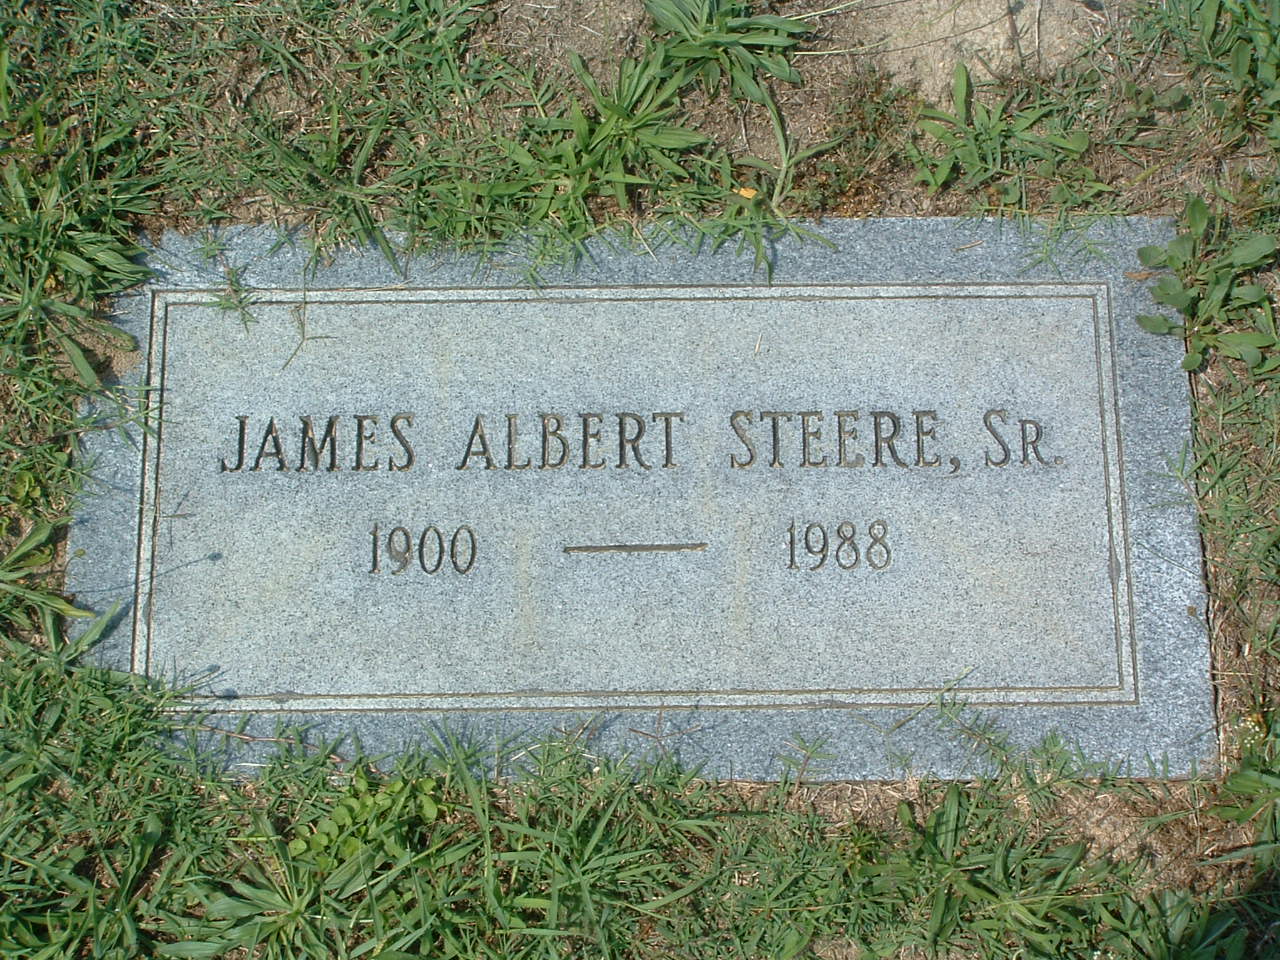 JAMES ALBERT STEERE, SR.
1900 — 1988